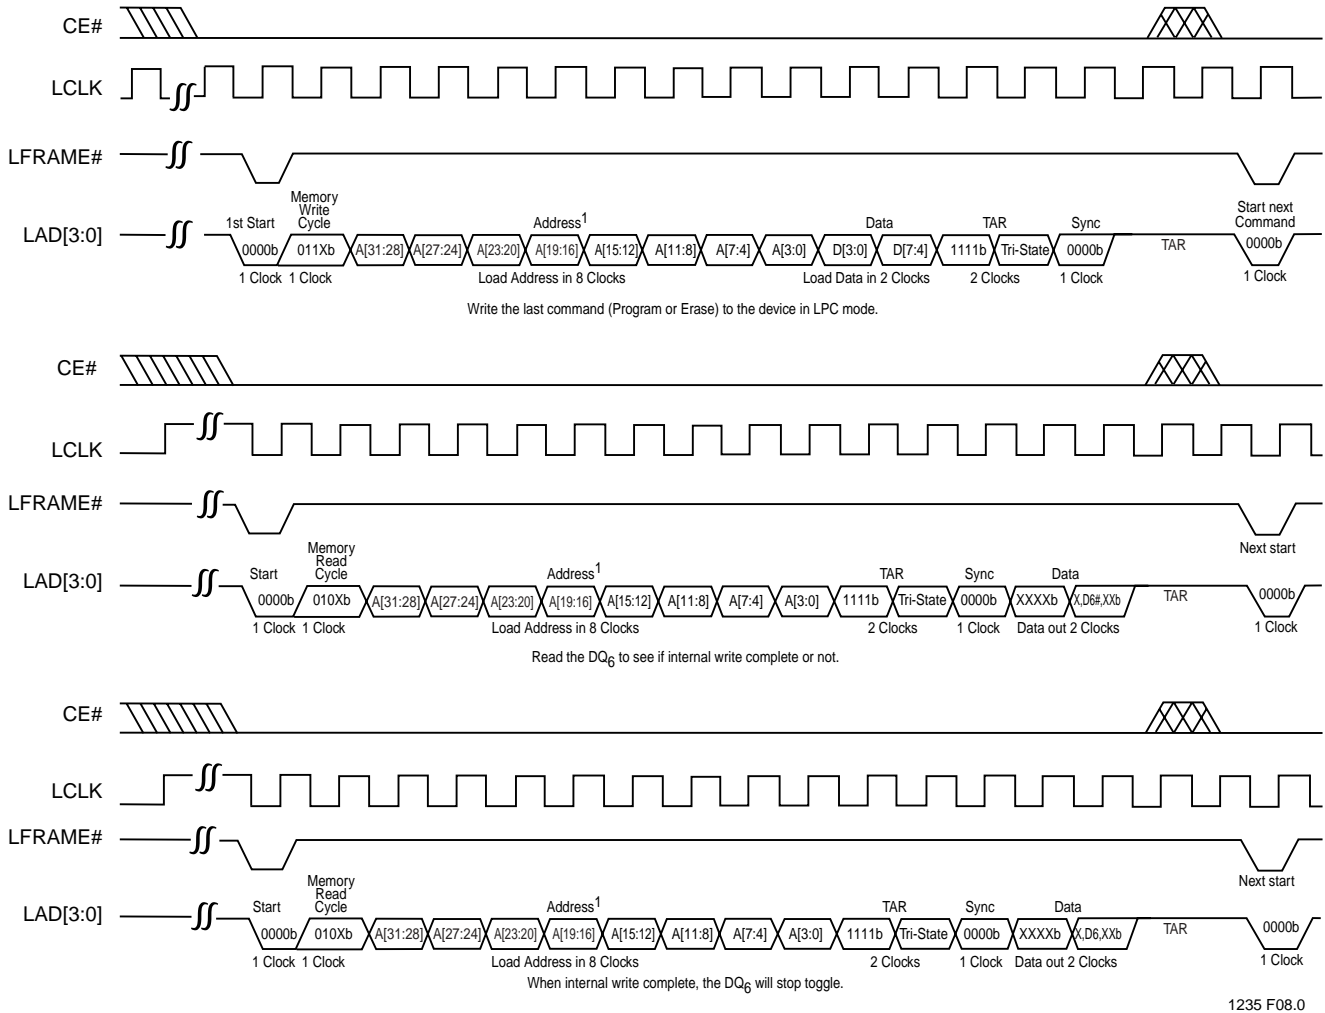 CE#
LCLK
LFRAME#
Memory
Write
Cycle
1st Start Address1 Data TAR Sync Start next
Command
LAD[3:0] 0000b 011Xb A[31:28] A[27:24] A[23:20] A[19:16] A[15:12] A[11:8] A[7:4] A[3:0] D[3:0] D[7:4] 1111b Tri-State 0000b TAR 0000b
1 Clock 1 Clock Load Address in 8 Clocks Load Data in 2 Clocks 2 Clocks 1 Clock 1 Clock
Write the last command (Program or Erase) to the device in LPC mode.
CE#
LCLK
LFRAME#
Next start
Memory
Read
Cycle
Start Address1 TAR Sync Data
LAD[3:0] 0000b 010Xb A[31:28] A[27:24] A[23:20] A[19:16] A[15:12] A[11:8] A[7:4] A[3:0] 1111b Tri-State 0000b XXXXb X,D6#,XXb TAR 0000b
1 Clock 1 Clock Load Address in 8 Clocks 2 Clocks 1 Clock Data out 2 Clocks 1 Clock
Read the DQ6 to see if internal write complete or not.
CE#
LCLK
LFRAME#
Next start
Memory
Read
Cycle
Start Address1 TAR Sync Data
LAD[3:0] 0000b 010Xb A[31:28] A[27:24] A[23:20] A[19:16] A[15:12] A[11:8] A[7:4] A[3:0] 1111b Tri-State 0000b XXXXb X,D6,XXb TAR 0000b
1 Clock 1 Clock Load Address in 8 Clocks 2 Clocks 1 Clock Data out 2 Clocks 1 Clock
When internal write complete, the DQ6 will stop toggle.
1235 F08.0